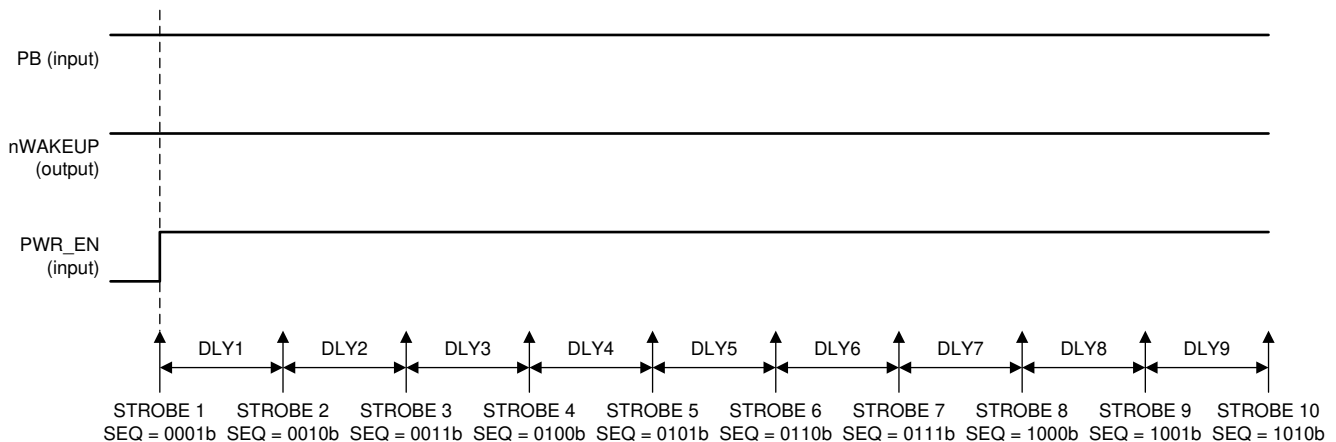 PB (input)
nWAKEUP
(output)
PWR_EN
(input)
DLY1 DLY2 DLY3 DLY4 DLY5 DLY6 DLY7 DLY8 DLY9
STROBE 1 STROBE 2 STROBE 3 STROBE 4 STROBE 5 STROBE 6 STROBE 7 STROBE 8 STROBE 9 STROBE 10
SEQ = 0001b SEQ = 0010b SEQ = 0011b SEQ = 0100b SEQ = 0101b SEQ = 0110b SEQ = 0111b SEQ = 1000b SEQ = 1001b SEQ = 1010b